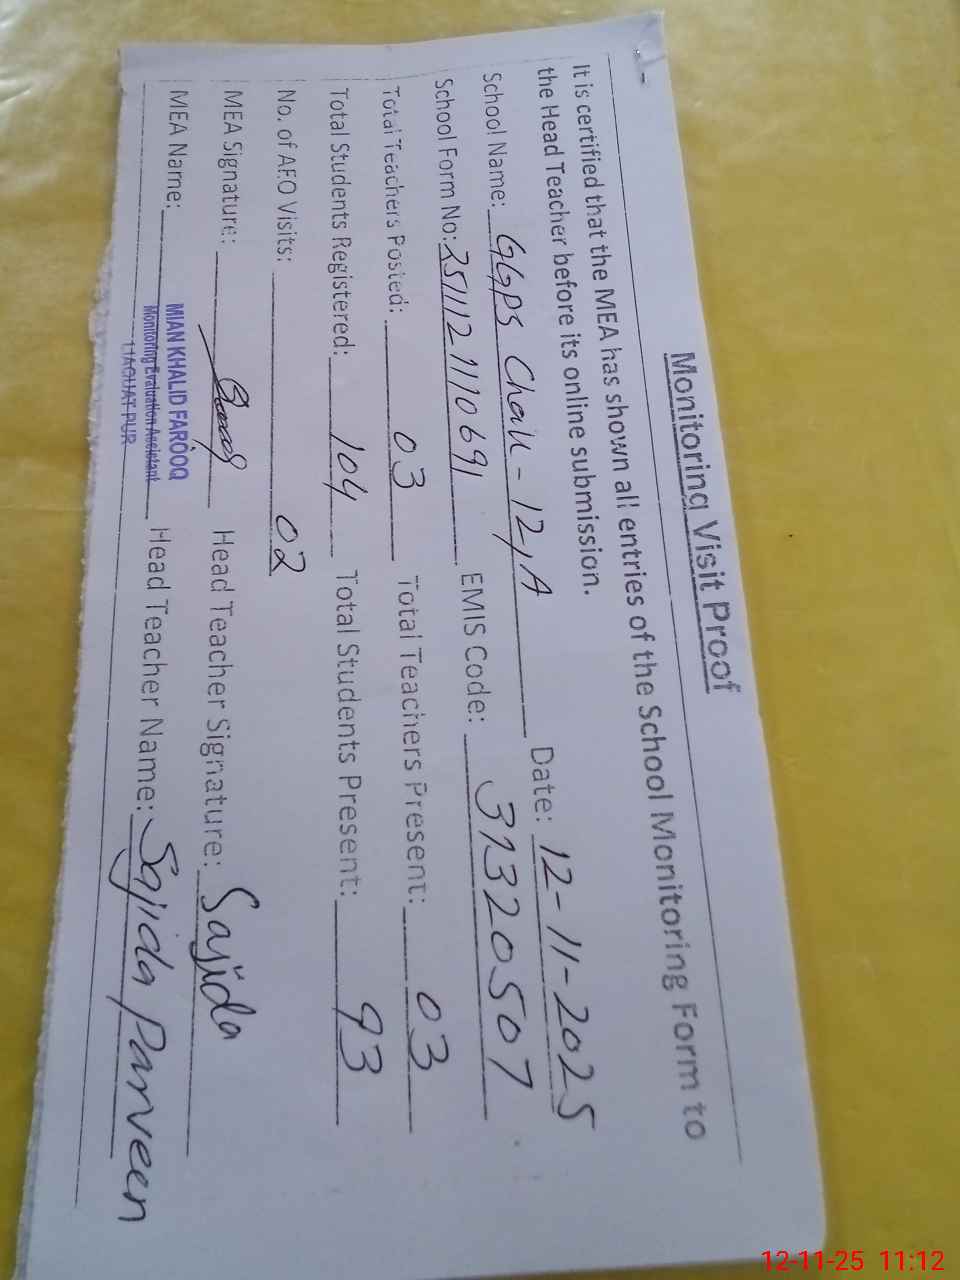 Monitoring Visit Proof
It is certified that the MEA has shown all entries of the School Monitoring Form to
the Head Teacher before its online submission.
School Name: GGPS Chak-12/A Date: 12-11-2025
School Form No: 2511121110691 EMIS Code: 31320507
Total Teachers Posted: 03 Total Teachers Present: 03
Total Students Registered: 104 Total Students Present: 93
No. of AFO Visits: 02
MEA Signature: Head Teacher Signature: Sajida
MEA Name: MIAN KHALID FAROOQ Head Teacher Name: Sajida Parveen
Monitoring Evaluation Assistant
LIAQUAT PUR
12-11-25 11:12